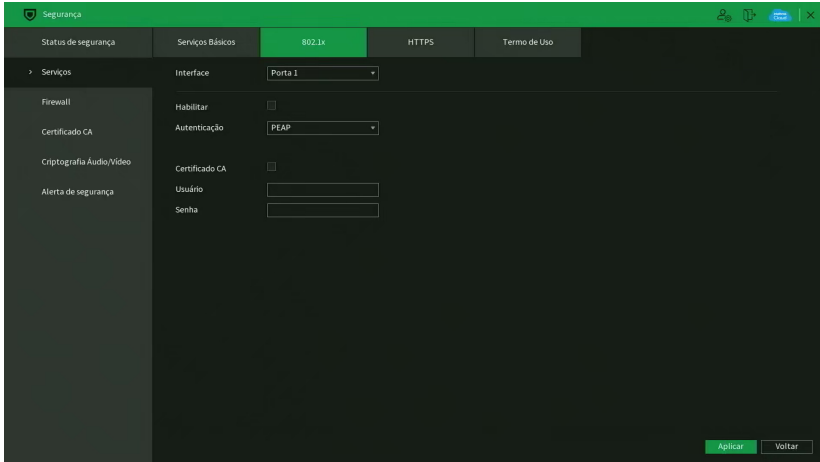 Segurança
Status de segurança
Serviços Básicos
802.1x
HTTPS
Termo de Uso
Serviços
Firewall
Certificado CA
Criptografia Áudio/Vídeo
Alerta de segurança
Interface Porta 1
Habilitar
Autenticação PEAP
Certificado CA
Usuário
Senha
Aplicar
Voltar